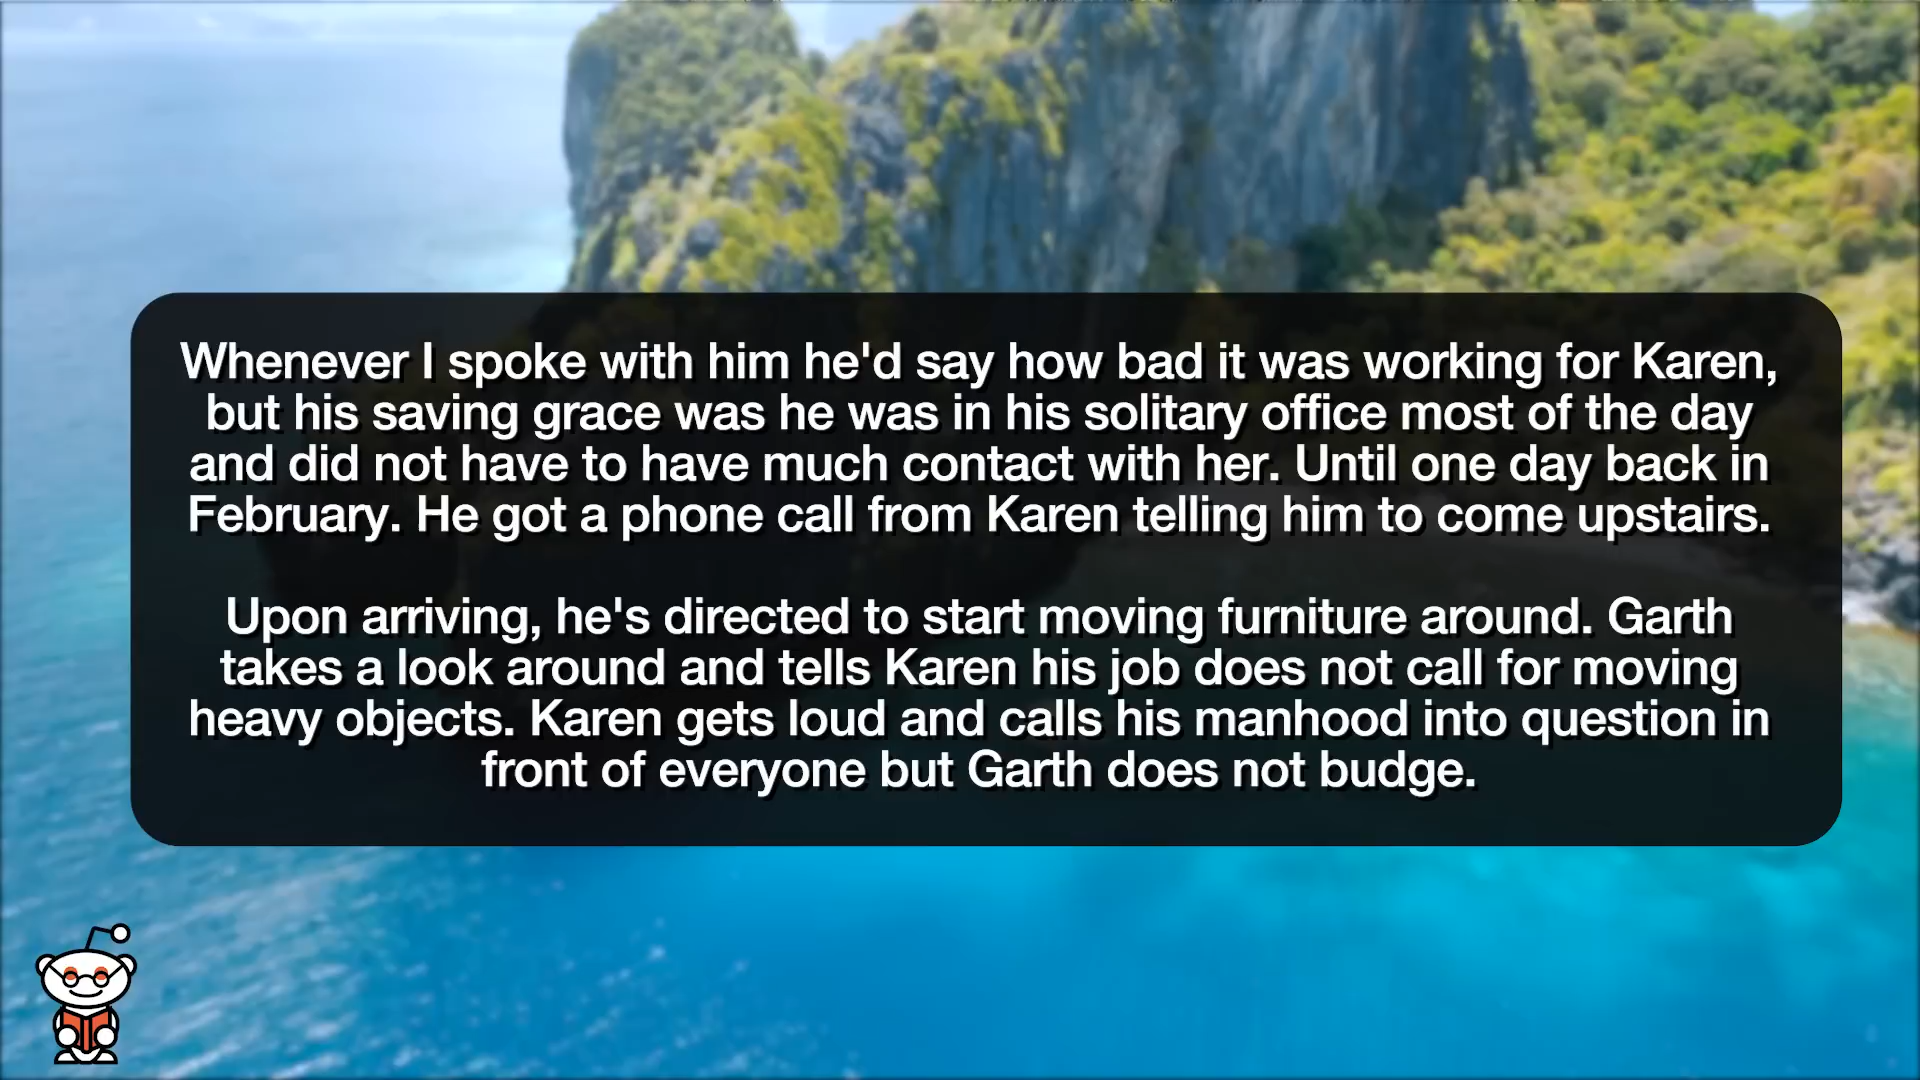 Whenever I spoke with him he'd say how bad it was working for Karen,
but his saving grace was he was in his solitary office most of the day
and did not have to have much contact with her. Until one day back in
February. He got a phone call from Karen telling him to come upstairs.
Upon arriving, he's directed to start moving furniture around. Garth
takes a look around and tells Karen his job does not call for moving
heavy objects. Karen gets loud and calls his manhood into question in
front of everyone but Garth does not budge.